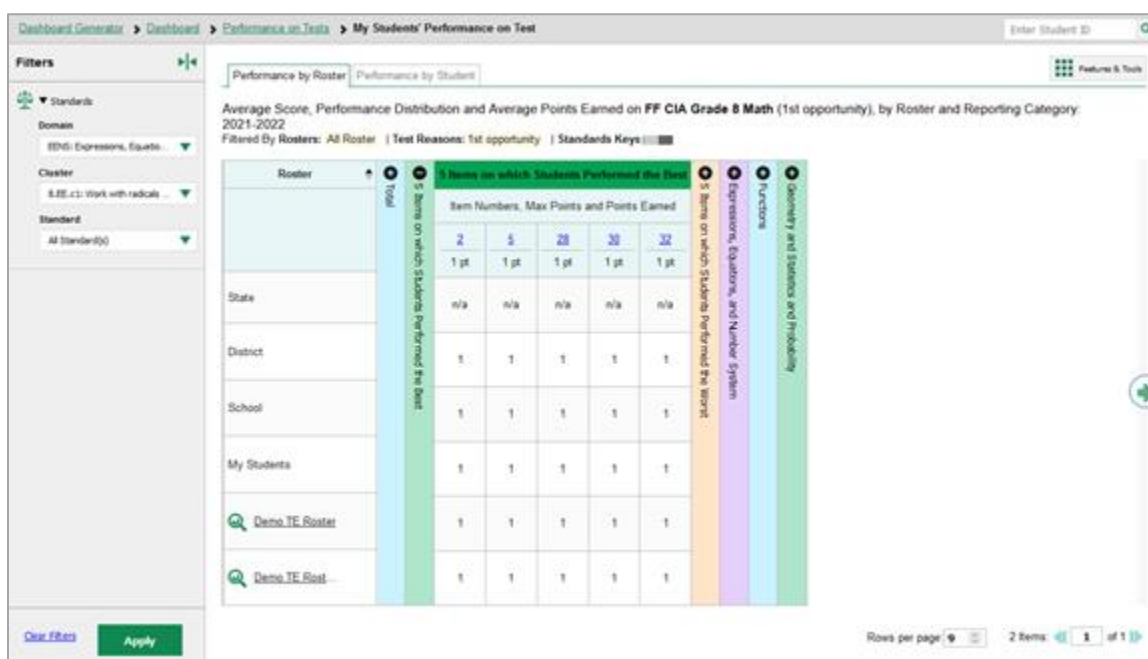 Dashboard Generator > Dashboard > Performance on Tests > My Students' Performance on Test
Enter Student ID
Filters
Standards
Domain
EENS: Expressions, Equatio...
Cluster
8.EE.c1: Work with radicals ...
Standard
All Standard(s)
Clear Filters
Apply
Performance by Roster
Performance by Student
Features & Tools
Average Score, Performance Distribution and Average Points Earned on FF CIA Grade 8 Math (1st opportunity), by Roster and Reporting Category:
2021-2022
Filtered By Rosters: All Roster | Test Reasons: 1st opportunity | Standards Keys:
Roster
Total
5 Items on which Students Performed the Best
5 Items on which Students Performed the Best
Item Numbers, Max Points and Points Earned
2 5 28 30 32
1 pt 1 pt 1 pt 1 pt 1 pt
5 Items on which Students Performed the Worst
Expressions, Equations, and Number System
Functions
Geometry and Statistics and Probability
State n/a n/a n/a n/a n/a
District 1 1 1 1 1
School 1 1 1 1 1
My Students 1 1 1 1 1
Demo TE Roster 1 1 1 1 1
Demo TE Rost... 1 1 1 1 1
Rows per page 9
2 Items 1 of 1